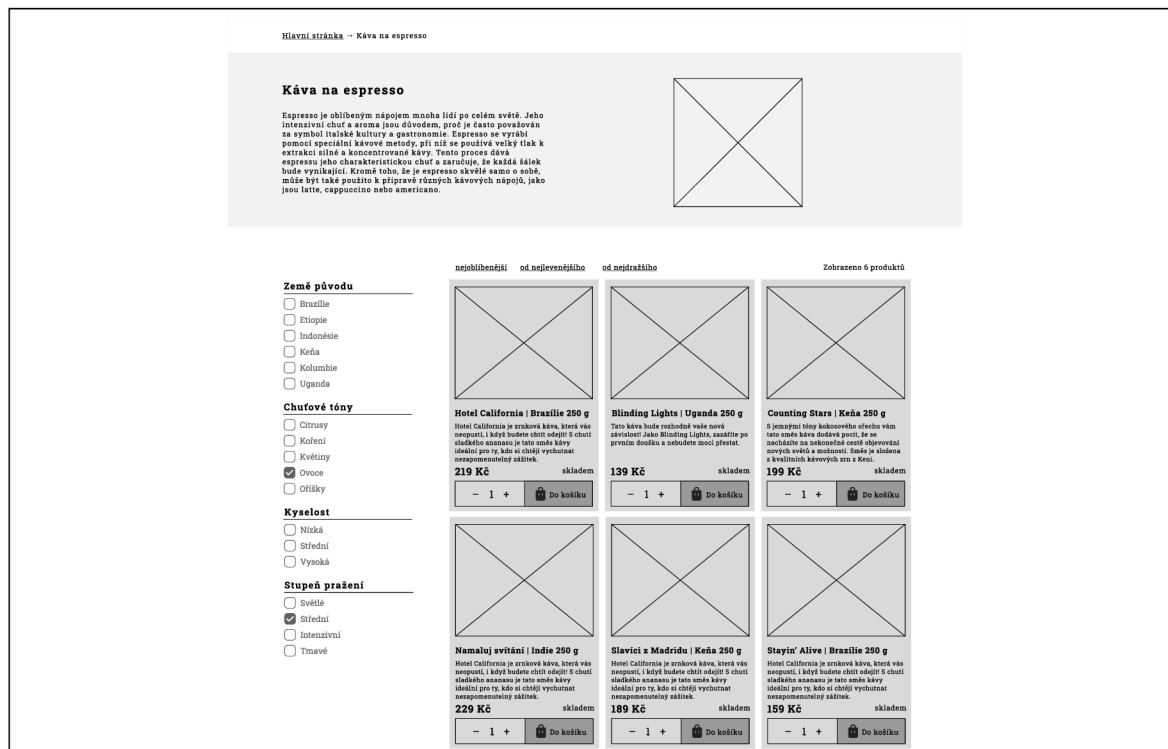 Hlavní stránka → Káva na espresso
Káva na espresso
Espresso je oblíbeným nápojem mnoha lidí po celém světě. Jeho
intenzivní chuť a aroma jsou důvodem, proč je často považován
za symbol italské kultury a gastronomie. Espresso se vyrábí
pomocí speciální kávové metody, při níž se používá velký tlak k
extrakci silné a koncentrované kávy. Tento proces dává
espressu jeho charakteristickou chuť a zaručuje, že každá šálek
bude vynikající. Kromě toho, že je espresso skvělé samo o sobě,
může být také použito k přípravě různých kávových nápojů, jako
jsou latte, cappuccino nebo americano.
nejoblíbenější od nejlevenějšího od nejdražšího Zobrazeno 6 produktů
Země původu
Brazílie
Etiopie
Indonésie
Keňa
Kolumbie
Uganda
Chuťové tóny
Citrusy
Koření
Květiny
Ovoce
Oříšky
Kyselost
Nízká
Střední
Vysoká
Stupeň pražení
Světlé
Střední
Intenzivní
Tmavé
Hotel California | Brazílie 250 g
Hotel California je zrnková káva, která vás
neopustí, i když budete chtít odejít! S chutí
sladkého ananasu je tato směs kávy
ideální pro ty, kdo si chtějí vychutnat
nezapomenutelný zážitek.
219 Kč skladem
– 1 + Do košíku
Blinding Lights | Uganda 250 g
Tato káva bude rozhodně vaše nová
závislost! Jako Blinding Lights, zazáříte po
prvním doušku a nebudete moci přestat.
139 Kč skladem
– 1 + Do košíku
Counting Stars | Keňa 250 g
S jemnými tóny kokosového ořechu vám
tato směs káva dodává pocit, že se
nacházíte na nekonečné cestě objevování
nových světů a možností. Směs je složena
z kvalitních kávových zrn z Keni.
199 Kč skladem
– 1 + Do košíku
Namaluj svítání | Indie 250 g
Hotel California je zrnková káva, která vás
neopustí, i když budete chtít odejít! S chutí
sladkého ananasu je tato směs kávy
ideální pro ty, kdo si chtějí vychutnat
nezapomenutelný zážitek.
229 Kč skladem
– 1 + Do košíku
Slavíci z Madridu | Keňa 250 g
Hotel California je zrnková káva, která vás
neopustí, i když budete chtít odejít! S chutí
sladkého ananasu je tato směs kávy
ideální pro ty, kdo si chtějí vychutnat
nezapomenutelný zážitek.
189 Kč skladem
– 1 + Do košíku
Stayin' Alive | Brazílie 250 g
Hotel California je zrnková káva, která vás
neopustí, i když budete chtít odejít! S chutí
sladkého ananasu je tato směs kávy
ideální pro ty, kdo si chtějí vychutnat
nezapomenutelný zážitek.
159 Kč skladem
– 1 + Do košíku